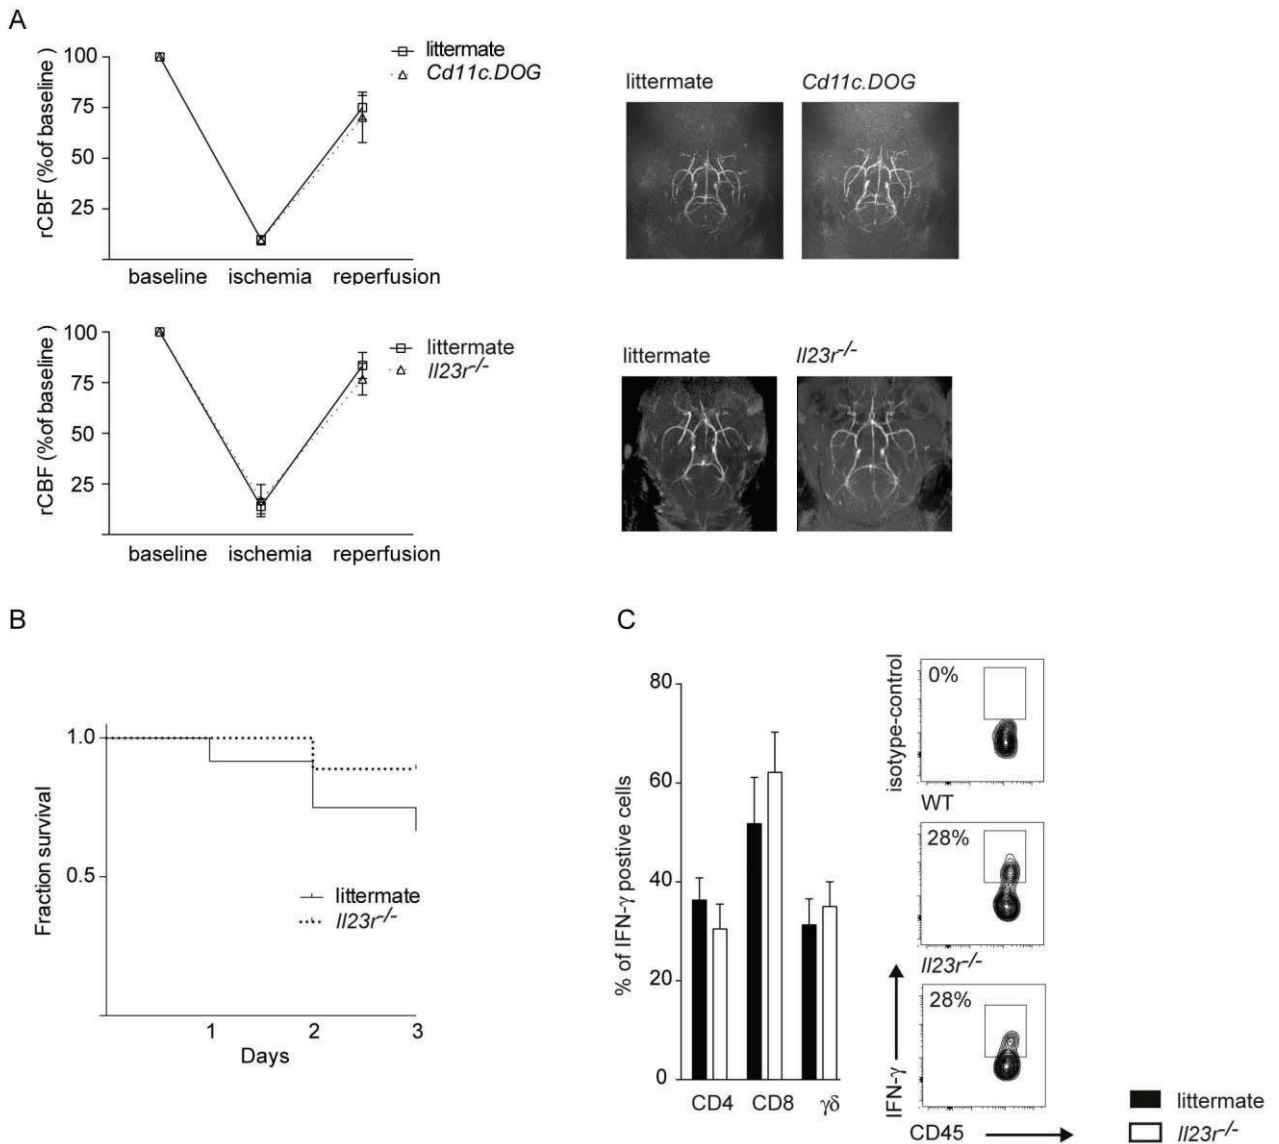 A
rCBF (%of baseline )
100
75
50
25
littermate
Cd11c.DOG
baseline ischemia reperfusion
littermate Cd11c.DOG
rCBF (%of baseline )
100
75
50
25
littermate
Il23r-/-
baseline ischemia reperfusion
littermate Il23r-/-
B
Fraction survival
1.0
0.5
littermate
Il23r-/-
1 2 3
Days
C
% of IFN-γ postive cells
80
60
40
20
0
CD4 CD8 γδ
isotype-control
0%
WT
28%
Il23r-/-
28%
IFN-γ
CD45
littermate
Il23r-/-